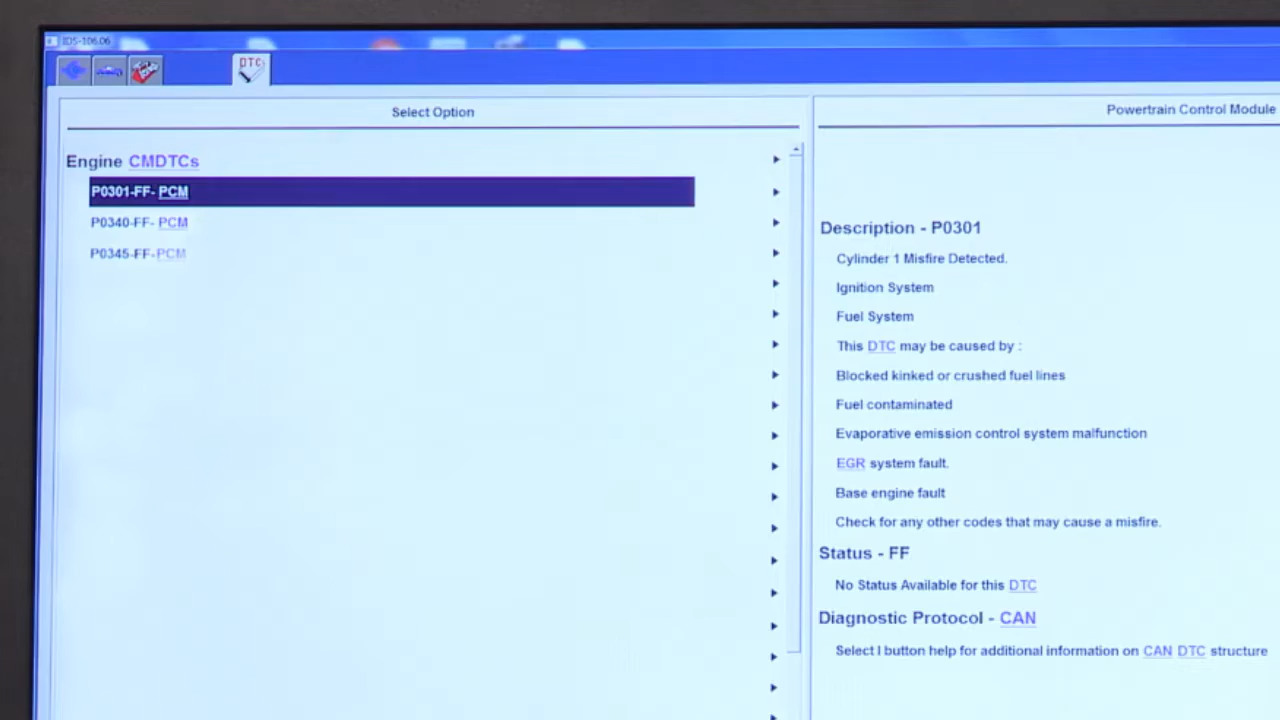 IDS-106.06
DTC
Select Option
Engine CMDTCs
P0301-FF- PCM
P0340-FF- PCM
P0345-FF-PCM
Powertrain Control Module
Description - P0301
Cylinder 1 Misfire Detected.
Ignition System
Fuel System
This DTC may be caused by :
Blocked kinked or crushed fuel lines
Fuel contaminated
Evaporative emission control system malfunction
EGR system fault.
Base engine fault
Check for any other codes that may cause a misfire.
Status - FF
No Status Available for this DTC
Diagnostic Protocol - CAN
Select I button help for additional information on CAN DTC structure